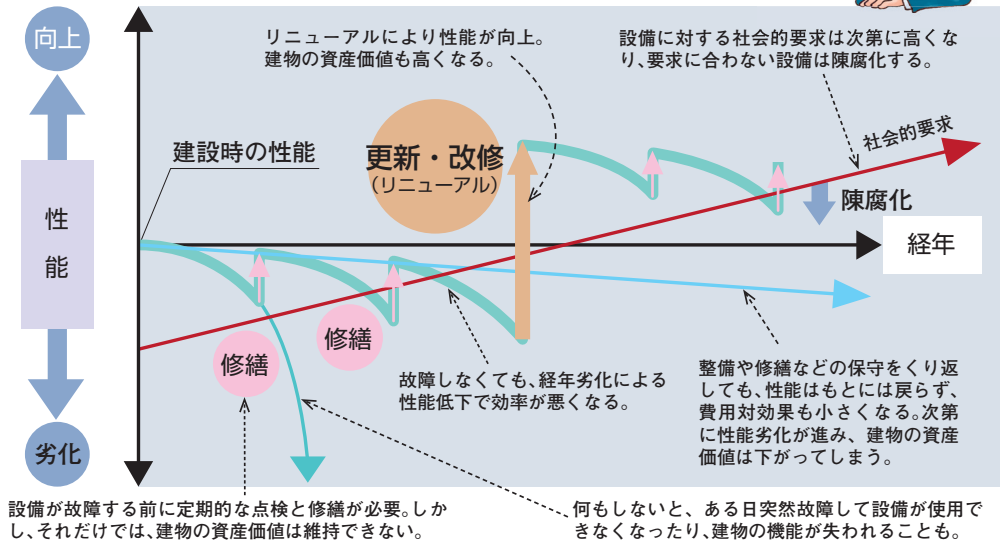 向上
リニューアルにより性能が向上。
建物の資産価値も高くなる。
設備に対する社会的要求は次第に高くな
り、要求に合わない設備は陳腐化する。
社会的要求
建設時の性能
更新・改修
（リニューアル）
陳腐化
性
能
経年
修繕
修繕
故障しなくても、経年劣化による
性能低下で効率が悪くなる。
整備や修繕などの保守をくり返
しても、性能はもとには戻らず、
費用対効果も小さくなる。次第
に性能劣化が進み、建物の資産
価値は下がってしまう。
劣化
設備が故障する前に定期的な点検と修繕が必要。しか
し、それだけでは、建物の資産価値は維持できない。
何もしないと、ある日突然故障して設備が使用で
きなくなったり、建物の機能が失われることも。